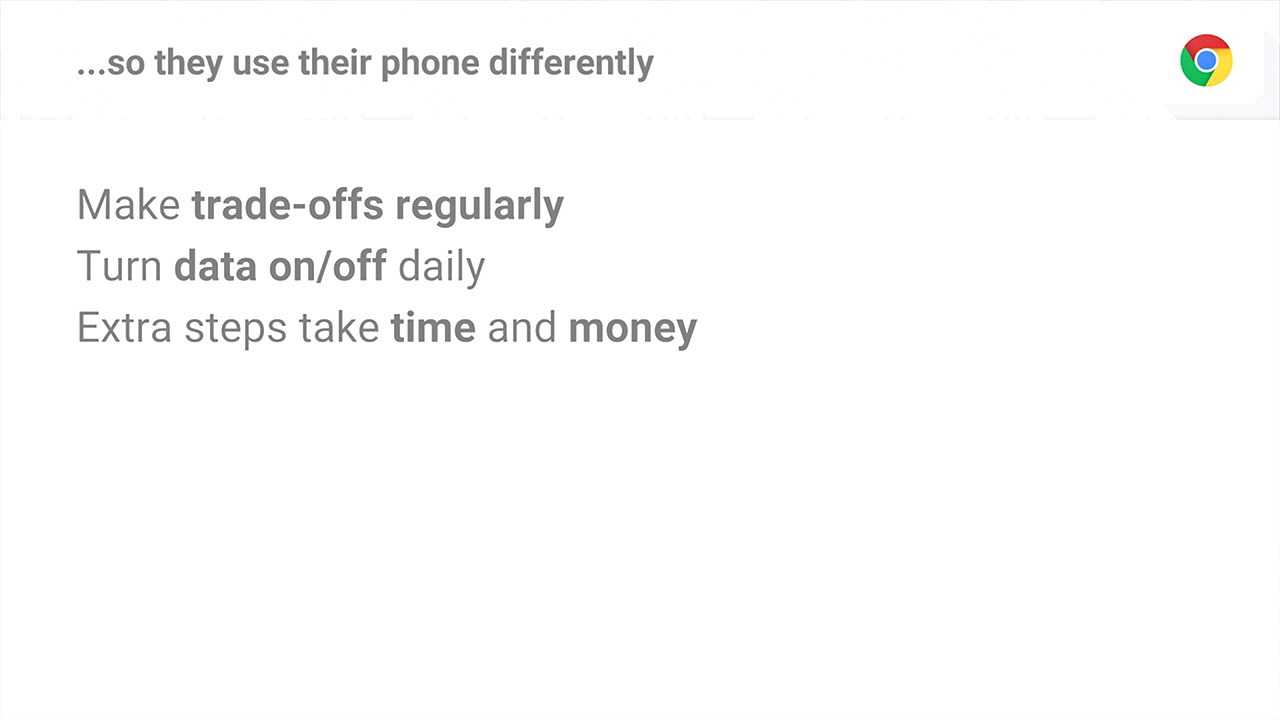 ...so they use their phone differently
Make trade-offs regularly
Turn data on/off daily
Extra steps take time and money